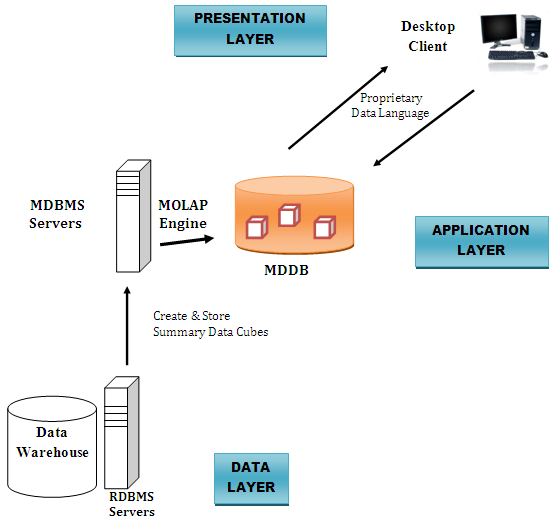 PRESENTATION
LAYER
Desktop
Client
Proprietary
Data Language
MDBMS
Servers
MOLAP
Engine
MDDB
APPLICATION
LAYER
Create & Store
Summary Data Cubes
Data
Warehouse
RDBMS
Servers
DATA
LAYER